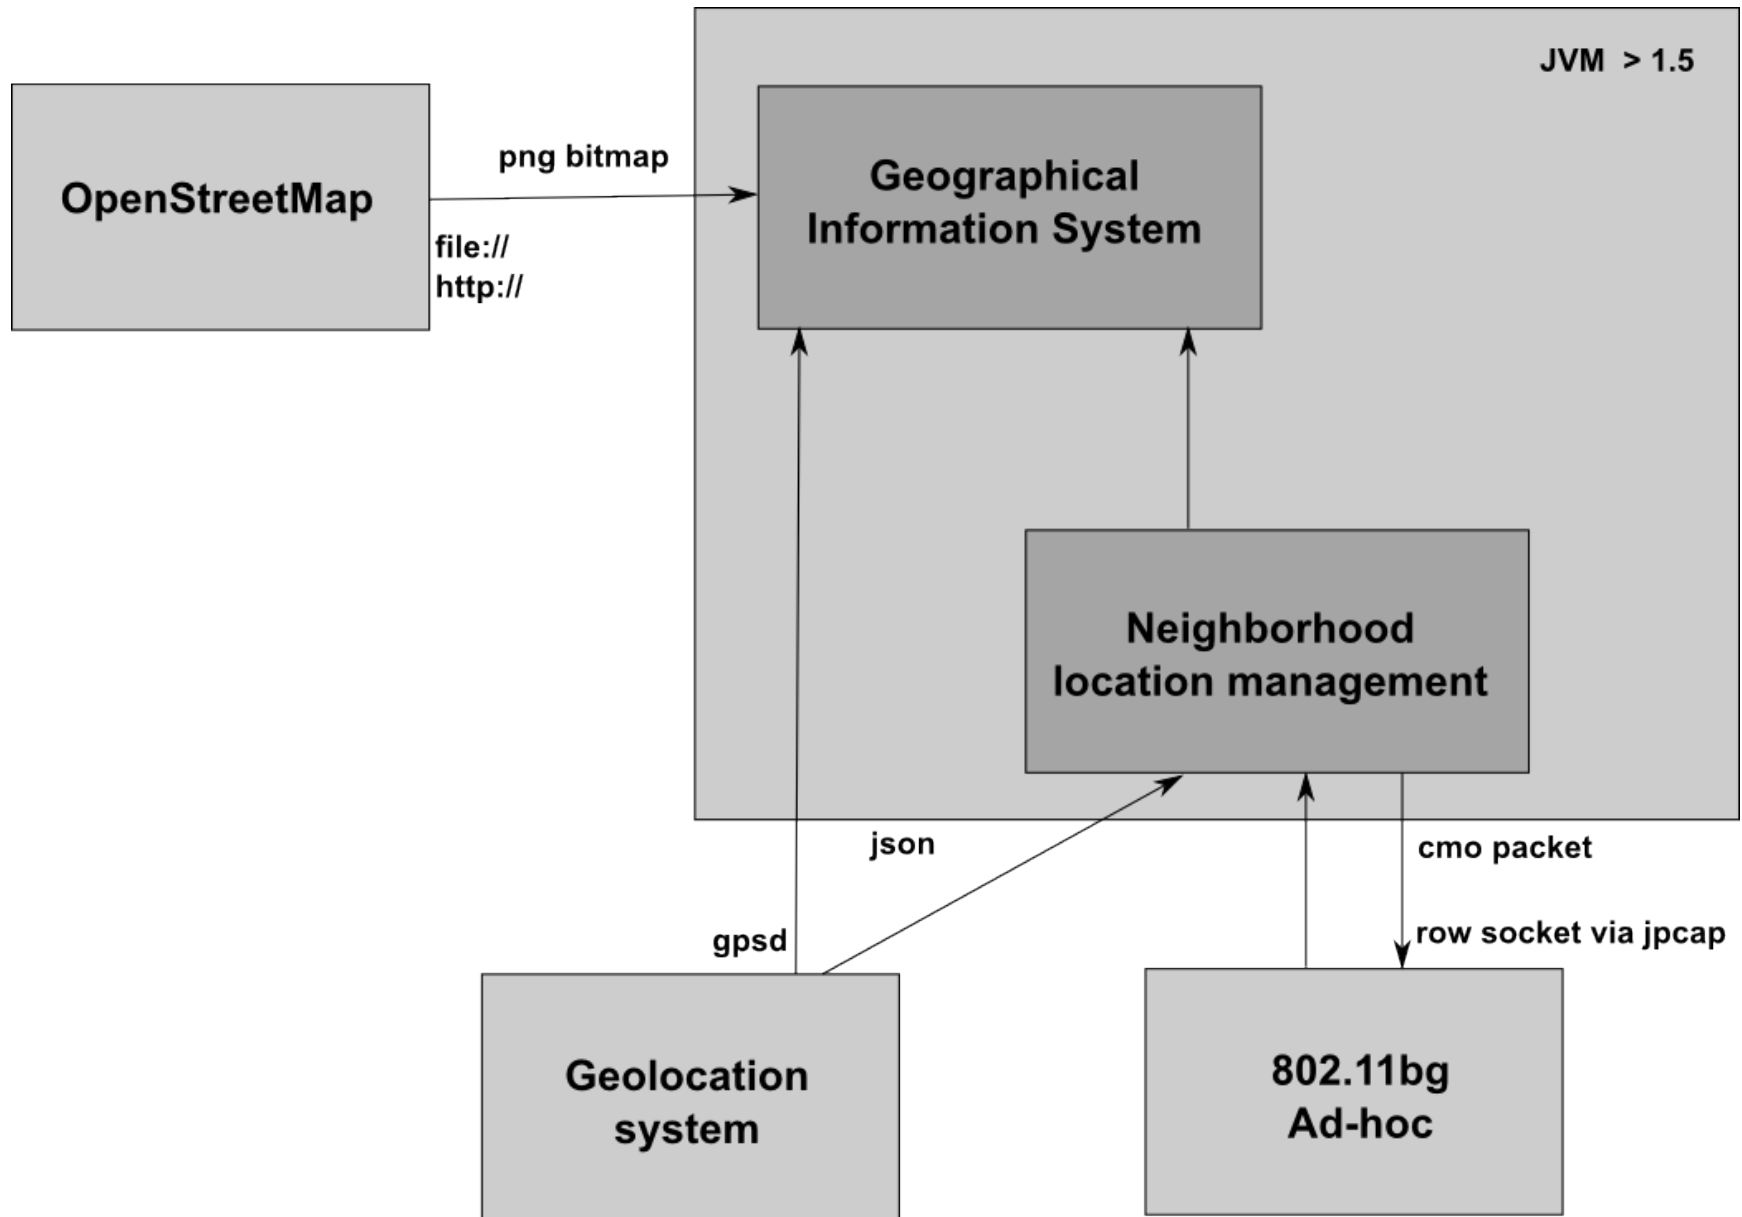 JVM > 1.5
OpenStreetMap
png bitmap
file://
http://
Geographical
Information System
Neighborhood
location management
json
gpsd
cmo packet
row socket via jpcap
Geolocation
system
802.11bg
Ad-hoc